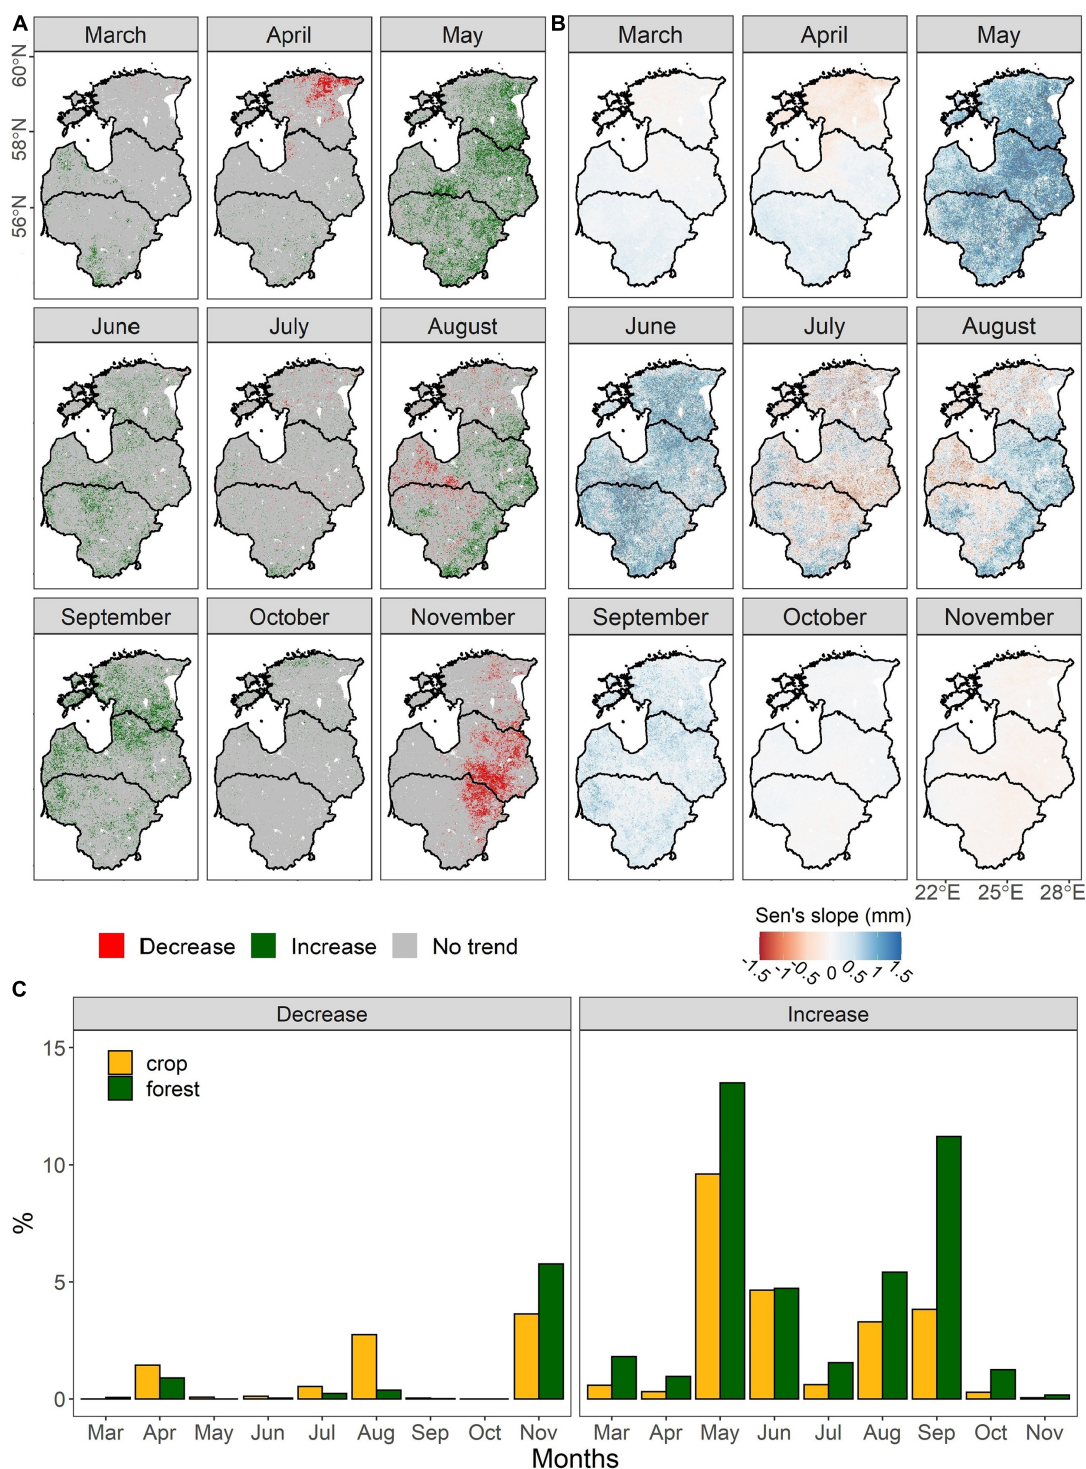 A
B
March
April
May
March
April
May
60°N
58°N
56°N
June
July
August
June
July
August
September
October
November
September
October
November
22°E 25°E 28°E
Decrease
Increase
No trend
Sen's slope (mm)
-1.5 -1 -0.5 0 0.5 1 1.5
C
Decrease
Increase
crop
forest
15
10
5
0
%
Mar Apr May Jun Jul Aug Sep Oct Nov
Mar Apr May Jun Jul Aug Sep Oct Nov
Months